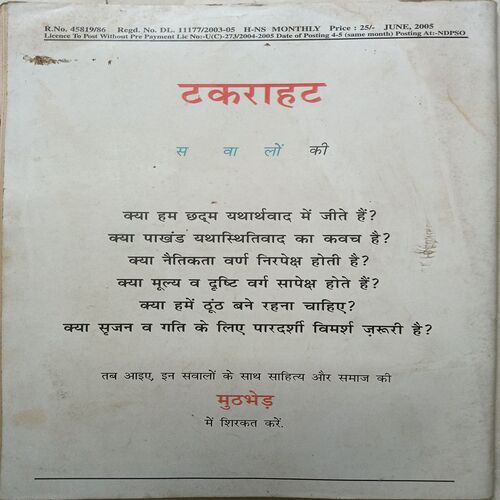 R.No. 45819/86 Regd. No. DL. 11177/2003-05 H-NS MONTHLY Price : 25/- JUNE, 2005
Licence To Post Without Pre Payment Lic No:-U(C)-273/2004-2005 Date of Posting 4-5 (same month) Posting At:-NDPSO
टकराहट
स वा लों की
क्या हम छद्म यथार्थवाद में जीते हैं?
क्या पाखंड यथास्थितिवाद का कवच है?
क्या नैतिकता वर्ण निरपेक्ष होती है?
क्या मूल्य व दृष्टि वर्ग सापेक्ष होते हैं?
क्या हमें ठूंठ बने रहना चाहिए?
क्या सृजन व गति के लिए पारदर्शी विमर्श ज़रूरी है?
तब आइए, इन सवालों के साथ साहित्य और समाज की
मुठभेड़
में शिरकत करें.